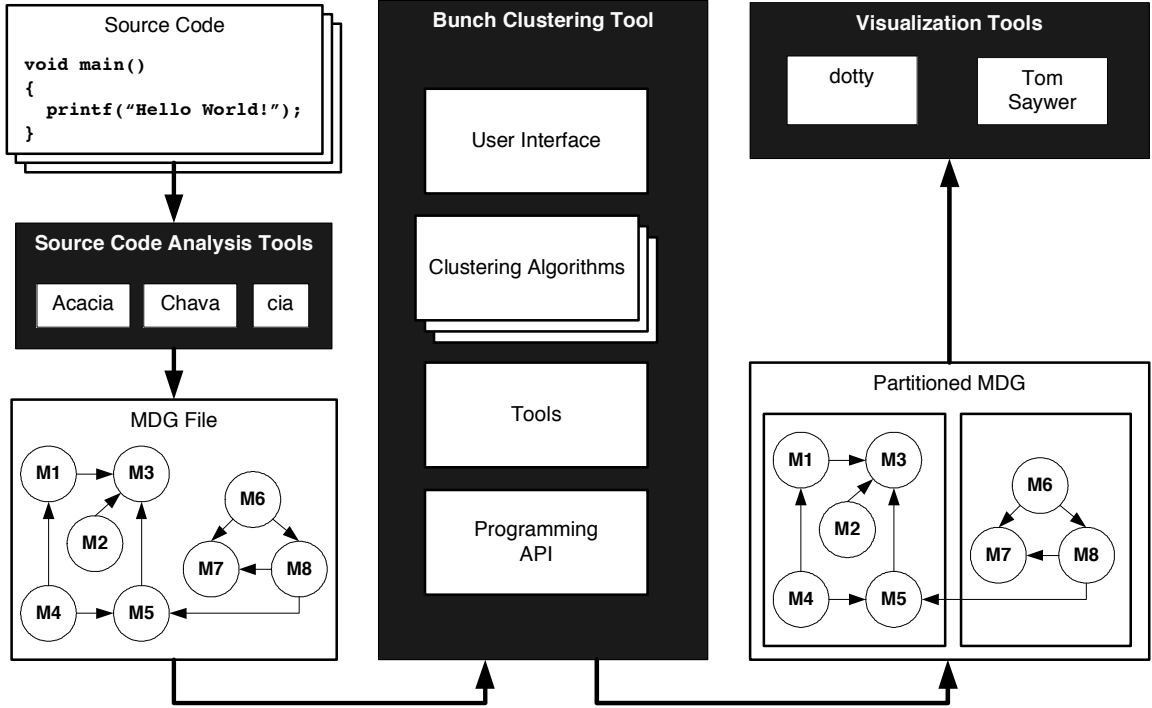 Source Code
void main()
{
printf(“Hello World!”);
}
Source Code Analysis Tools
Acacia
Chava
cia
MDG File
M1
M3
M6
M2
M7
M8
M4
M5
Bunch Clustering Tool
User Interface
Clustering Algorithms
Tools
Programming
API
Visualization Tools
dotty
Tom
Saywer
Partitioned MDG
M1
M3
M6
M2
M7
M8
M4
M5